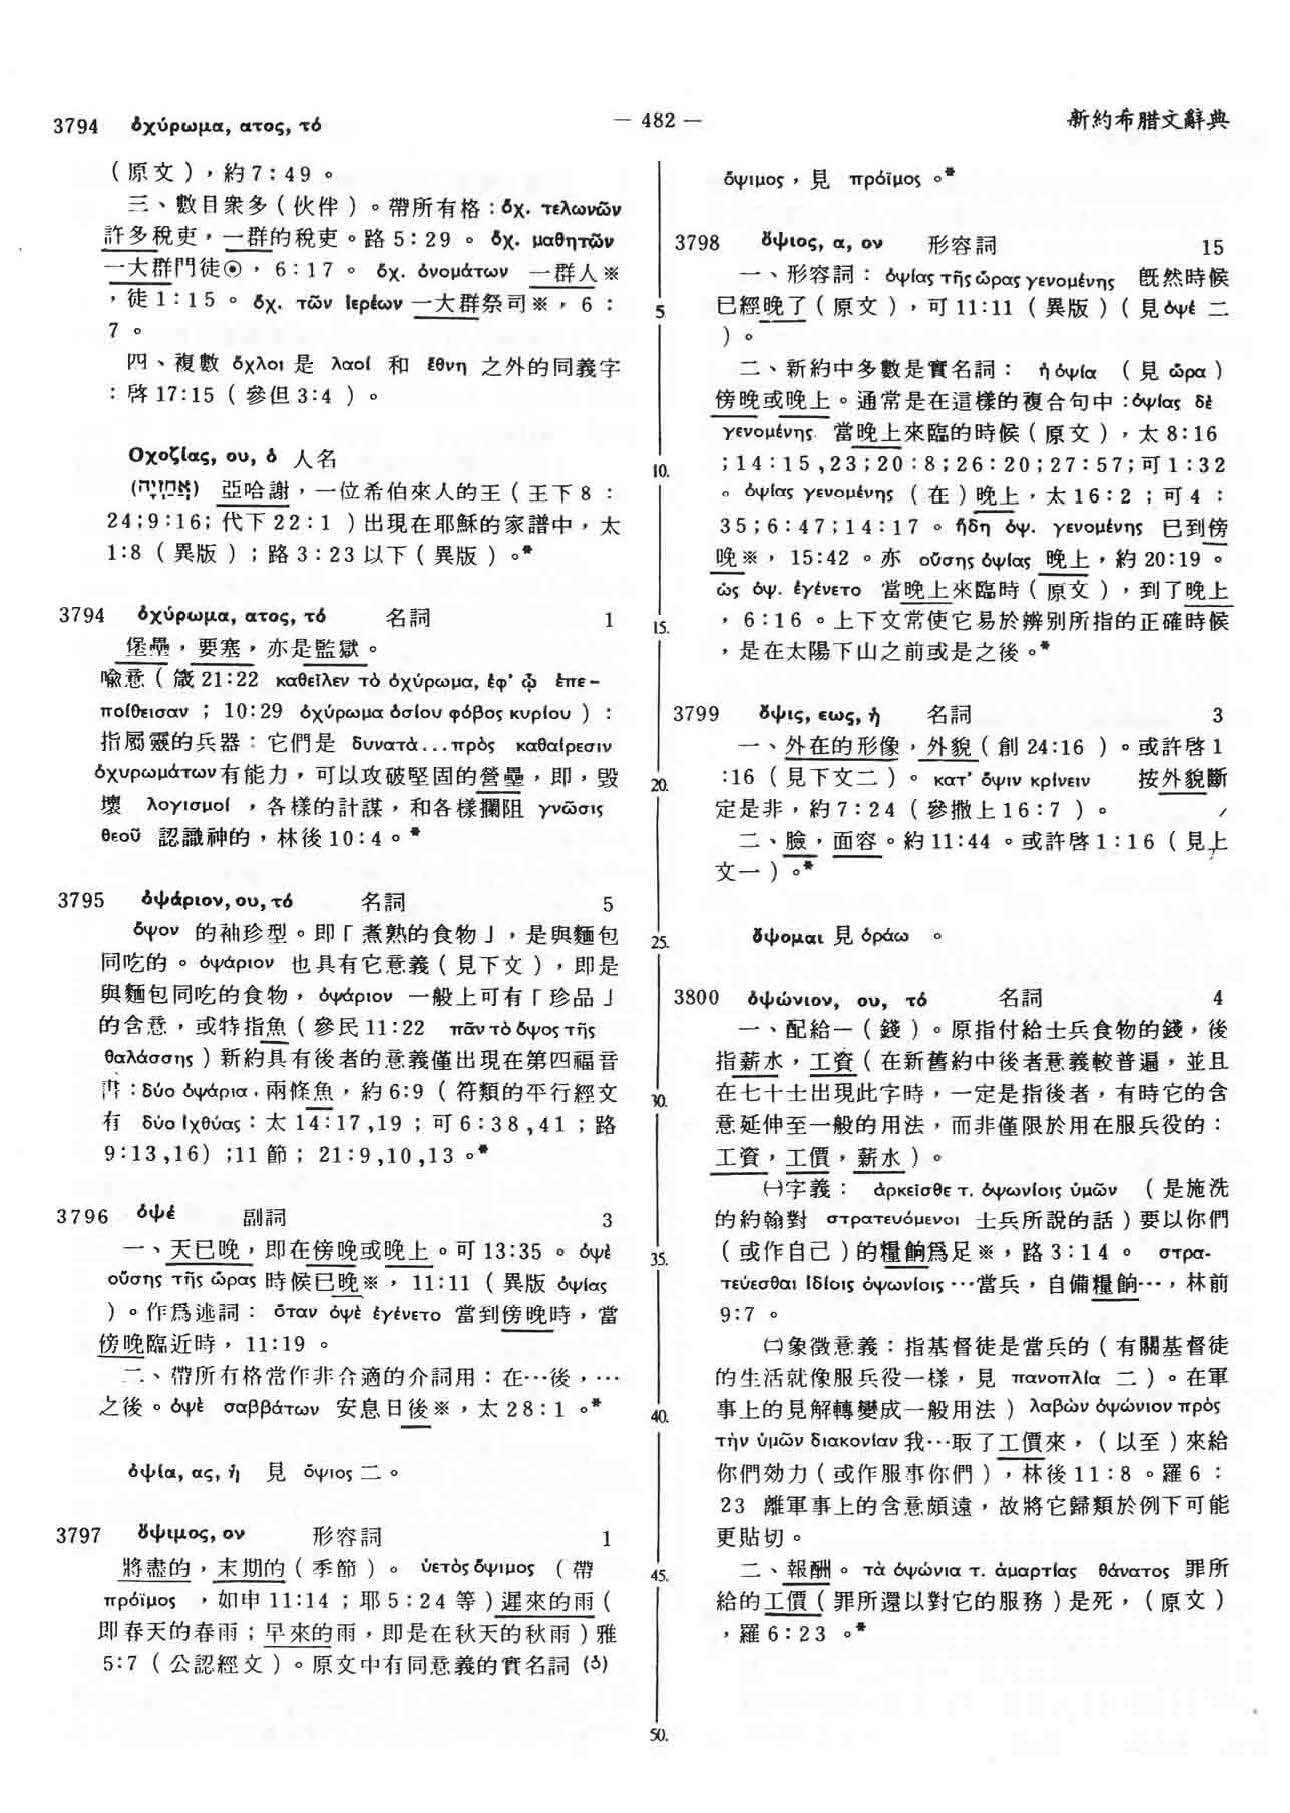 3794 ὀχύρωμα, ατος, τό
— 482 —
新約希腊文辭典
（原文），約7:49。
三、數目衆多（伙伴）。帶所有格：ὄχ. τελωνῶν
許多稅吏，一群的稅吏。路5:29。ὄχ. μαθητῶν
一大群門徒⊙，6:17。ὄχ. ὀνομάτων 一群人※
，徒1:15。ὄχ. τῶν ἱερέων 一大群祭司※，6:
7。
四、複數 ὄχλοι 是 λαοί 和 ἔθνη 之外的同義字
：啓17:15（參但3:4）。
Οχοζίας, ου, ὁ 人名
(אֲחַזְיָה) 亞哈謝，一位希伯來人的王（王下8:
24;9:16;代下22:1）出現在耶穌的家譜中，太
1:8（異版）；路3:23以下（異版）。*
3794 ὀχύρωμα, ατος, τό 名詞 1
堡壘，要塞，亦是監獄。
喩意（箴21:22 καθεῖλεν τὸ ὀχύρωμα, ἐφ’ ᾧ ἐπε-
ποίθεισαν ；10:29 ὀχύρωμα ὁσίου φόβος κυρίου）：
指屬靈的兵器：它們是 δυνατὰ...πρὸς καθαίρεσιν
ὀχυρωμάτων有能力，可以攻破堅固的營壘，即，毀
壞 λογισμοί ，各樣的計謀，和各樣攔阻 γνῶσις
θεοῦ 認識神的，林後10:4。*
3795 ὀψάριον, ου, τό 名詞 5
ὄψον 的袖珍型。即「煮熟的食物」，是與麵包
同吃的。ὀψάριον 也具有它意義（見下文），即是
與麵包同吃的食物，ὀψάριον 一般上可有「珍品」
的含意，或特指魚（參民11:22 πᾶν τὸ ὄψος τῆς
θαλάσσης）新約具有後者的意義僅出現在第四福音
書：δύο ὀψάρια．兩條魚，約6:9（符類的平行經文
有 δύο ἰχθύας：太14:17,19；可6:38,41；路
9:13,16）;11節；21:9,10,13。*
3796 ὀψέ 副詞 3
一、天已晚，即在傍晚或晚上。可13:35。ὀψὲ
οὔσης τῆς ὥρας 時候已晚※，11:11（異版 ὀψίας
）。作爲述詞：ὅταν ὀψὲ ἐγένετο 當到傍晚時，當
傍晚臨近時，11:19。
二、帶所有格當作非合適的介詞用：在…後，…
之後。ὀψὲ σαββάτων 安息日後※，太28:1。*
ὀψία, ας, ἡ 見 ὄψιος 二。
3797 ὄψιμος, ον 形容詞 1
將盡的，末期的（季節）。ὑετὸς ὄψιμος（帶
πρόϊμος ，如申11:14；耶5:24等）遲來的雨（
即春天的春雨；早來的雨，即是在秋天的秋雨）雅
5:7（公認經文）。原文中有同意義的實名詞 (ὁ)
5.
10.
15.
20.
25.
30.
35.
40.
45.
50.
ὄψιμος，見 πρόϊμος。*
3798 ὄψιος, α, ον 形容詞 15
一、形容詞：ὀψίας τῆς ὥρας γενομένης 旣然時候
已經晚了（原文），可11:11（異版）（見ὀψέ 二
）。
二、新約中多數是實名詞：ἡ ὀψία （見 ὥρα）
傍晚或晚上。通常是在這樣的複合句中：ὀψίας δὲ
γενομένης 當晚上來臨的時候（原文），太8:16
;14:15,23;20:8;26:20;27:57;可1:32
。ὀψίας γενομένης（在）晚上，太16:2；可4:
35;6:47;14:17。ἤδη ὀψ. γενομένης 已到傍
晚※，15:42。亦 οὔσης ὀψίας 晚上，約20:19。
ὡς ὀψ. ἐγένετο 當晚上來臨時（原文），到了晚上
，6:16。上下文常使它易於辨别所指的正確時候
，是在太陽下山之前或是之後。*
3799 ὄψις, εως, ἡ 名詞 3
一、外在的形像，外貌（創24:16）。或許啓1
:16（見下文二）。κατ’ ὄψιν κρίνειν 按外貌斷
定是非，約7:24（參撒上16:7）。
二、臉，面容。約11:44。或許啓1:16（見上
文一）。*
ὄψομαι 見 ὁράω 。
3800 ὀψώνιον, ου, τό 名詞 4
一、配給—（錢）。原指付給士兵食物的錢，後
指薪水，工資（在新舊約中後者意義較普遍，並且
在七十士出現此字時，一定是指後者，有時它的含
意延伸至一般的用法，而非僅限於用在服兵役的：
工資，工價，薪水）。
㈠字義：ἀρκεῖσθε τ. ὀψωνίοις ὑμῶν （是施洗
的約翰對 στρατευόμενοι 士兵所說的話）要以你們
（或作自己）的糧餉爲足※，路3:14。στρα-
τεύεσθαι ἰδίοις ὀψωνίοις…當兵，自備糧餉…，林前
9:7。
㈡象徵意義：指基督徒是當兵的（有關基督徒
的生活就像服兵役一樣，見 πανοπλία 二）。在軍
事上的見解轉變成一般用法）λαβὼν ὀψώνιον πρὸς
τὴν ὑμῶν διακονίαν 我…取了工價來，（以至）來給
你們効力（或作服事你們），林後11:8。羅6:
23 離軍事上的含意頗遠，故將它歸類於例下可能
更貼切。
二、報酬。τὰ ὀψώνια τ. ἁμαρτίας θάνατος 罪所
給的工價（罪所還以對它的服務）是死，（原文）
，羅6:23。*